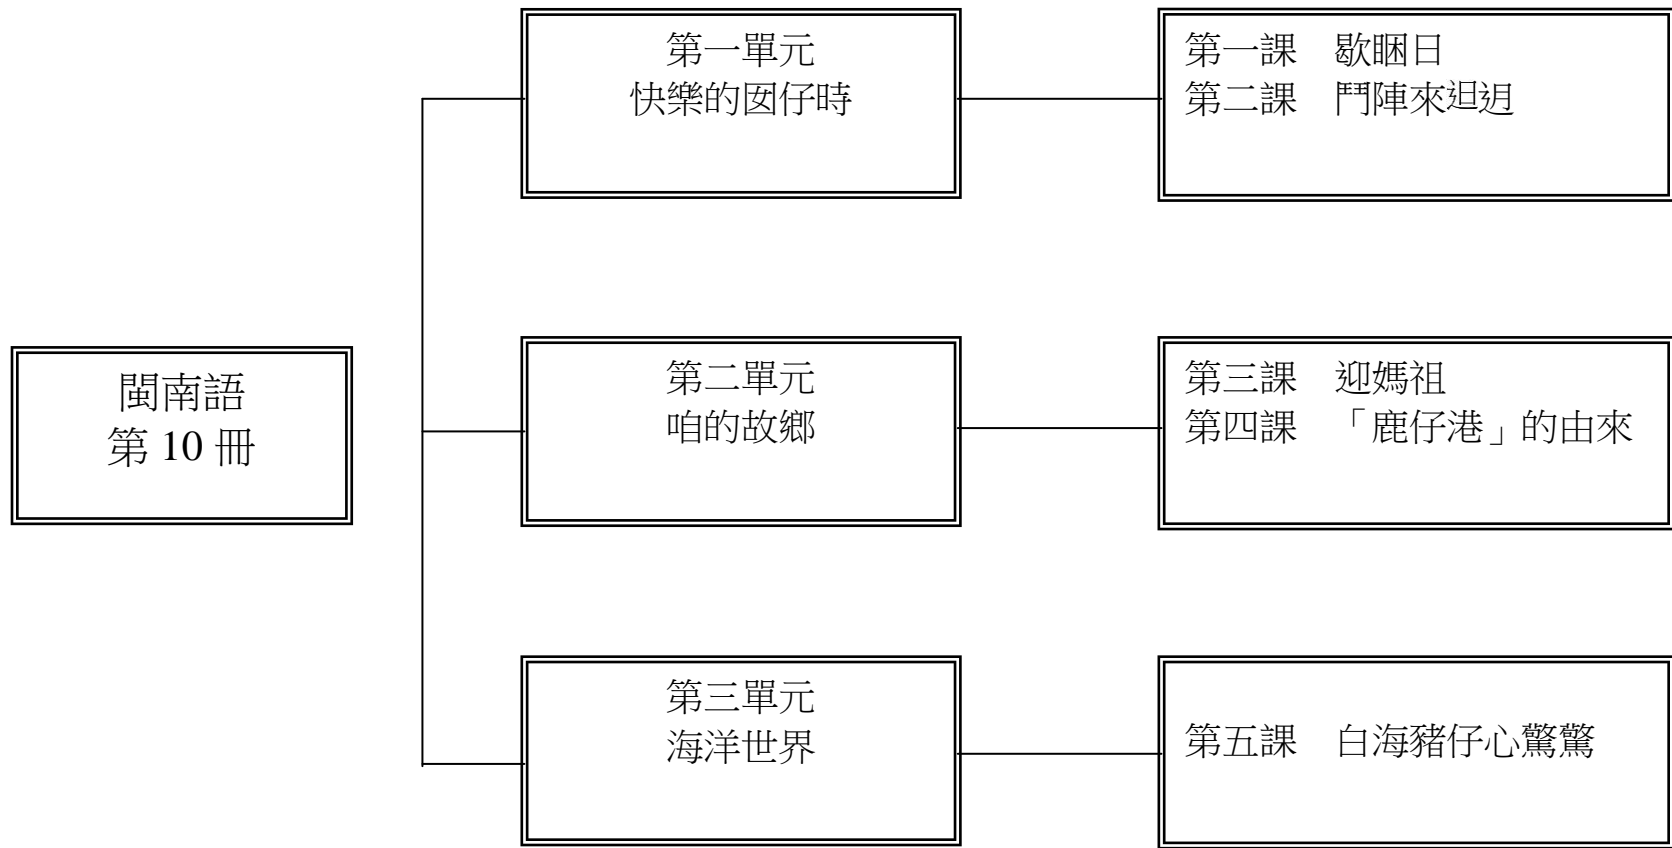 閩南語
第 10 冊
第一單元
快樂的囡仔時
第一課　歇睏日
第二課　鬥陣來迌迌
第二單元
咱的故鄉
第三課　迎媽祖
第四課　「鹿仔港」的由來
第三單元
海洋世界
第五課　白海豬仔心驚驚